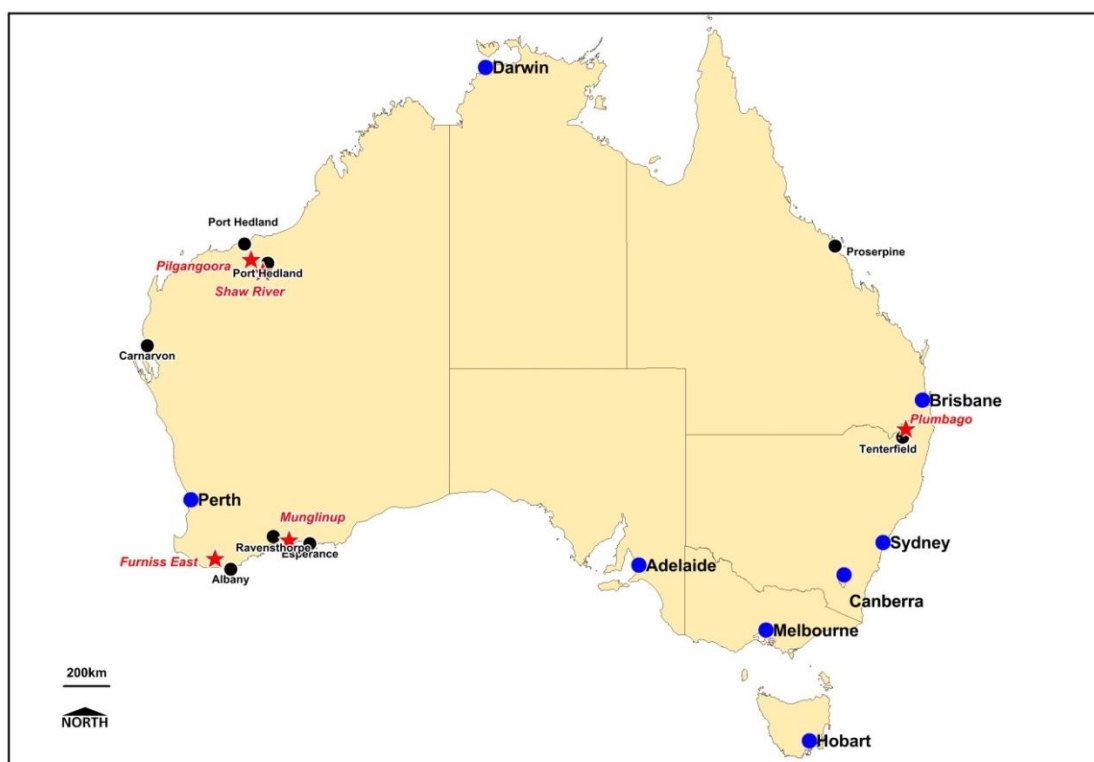 Darwin
Port Hedland
Proserpine
Pilgangoora
Port Hedland
Shaw River
Carnarvon
Brisbane
Plumbago
Tenterfield
Perth
Munglinup
Ravensthorpe
Esperance
Sydney
Furniss East
Albany
Adelaide
Canberra
Melbourne
200km
NORTH
Hobart